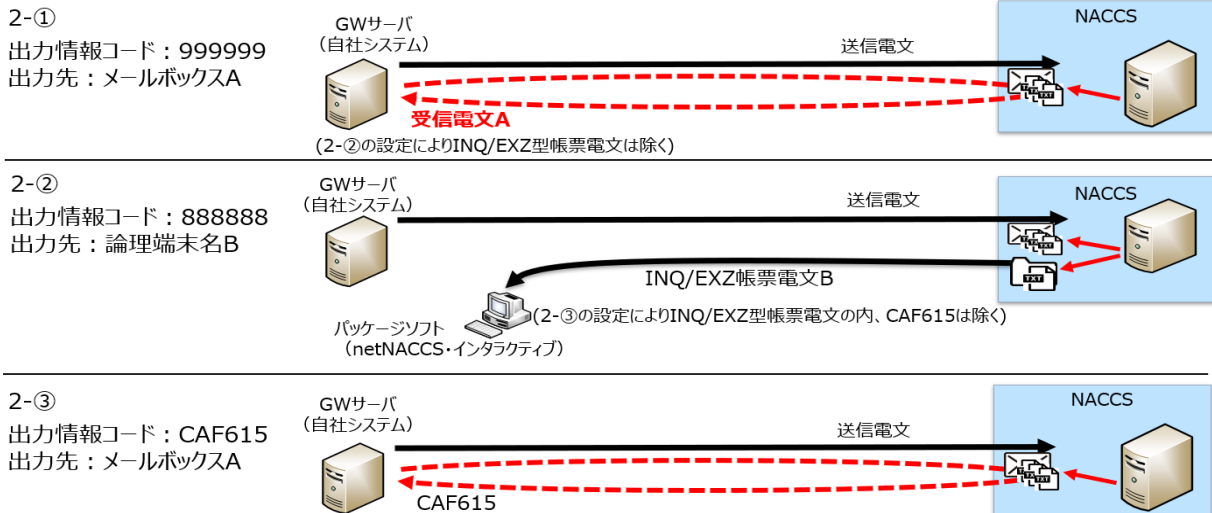 2-①
出力情報コード：999999
出力先：メールボックスA
GWサーバ
（自社システム）
送信電文
NACCS
TXT
受信電文A
(2-②の設定によりINQ/EXZ型帳票電文は除く)
2-②
出力情報コード：888888
出力先：論理端末名B
GWサーバ
（自社システム）
送信電文
NACCS
TXT
TXT
INQ/EXZ帳票電文B
(2-③の設定によりINQ/EXZ型帳票電文の内、CAF615は除く)
パッケージソフト
（netNACCS・インタラクティブ）
2-③
出力情報コード：CAF615
出力先：メールボックスA
GWサーバ
（自社システム）
送信電文
NACCS
TXT
CAF615